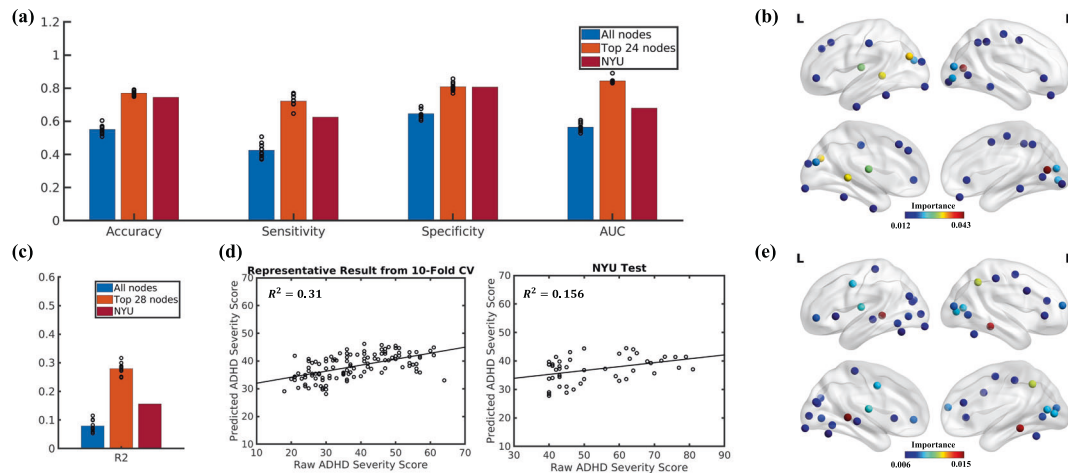 (a)
1.2
1
0.8
0.6
0.4
0.2
0
All nodes
Top 24 nodes
NYU
Accuracy
Sensitivity
Specificity
AUC
(b)
L
Importance
0.012
0.043
(c)
0.6
0.5
0.4
0.3
0.2
0.1
0
All nodes
Top 28 nodes
NYU
R2
(d)
Representative Result from 10-Fold CV
R² = 0.31
Predicted ADHD Severity Score
70
60
50
40
30
20
10
10 20 30 40 50 60 70
Raw ADHD Severity Score
NYU Test
R² = 0.156
Predicted ADHD Severity Score
70
60
50
40
30
20
10
30 40 50 60 70 80 90
Raw ADHD Severity Score
(e)
L
Importance
0.006
0.015